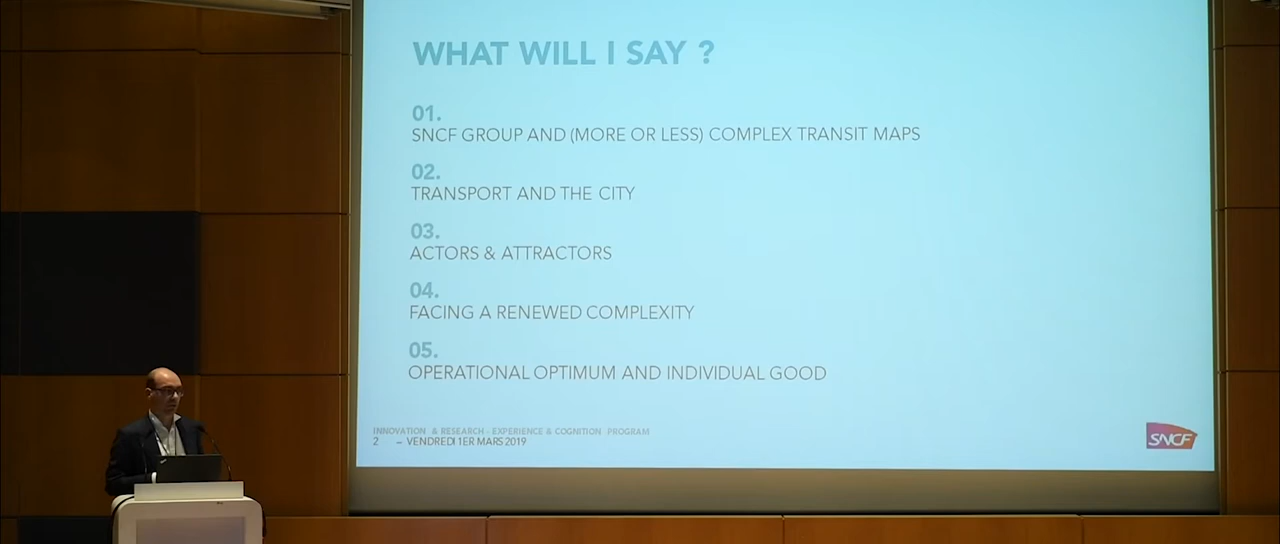 WHAT WILL I SAY ?
01.
SNCF GROUP AND (MORE OR LESS) COMPLEX TRANSIT MAPS
02.
TRANSPORT AND THE CITY
03.
ACTORS & ATTRACTORS
04.
FACING A RENEWED COMPLEXITY
05.
OPERATIONAL OPTIMUM AND INDIVIDUAL GOOD
INNOVATION & RESEARCH - EXPERIENCE & COGNITION PROGRAM
2 – VENDREDI 1ER MARS 2019
SNCF